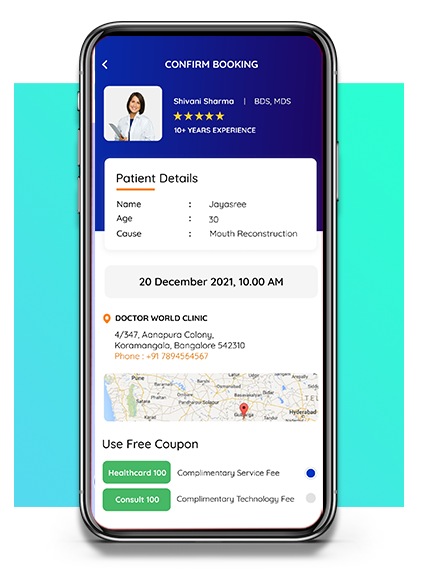 CONFIRM BOOKING
Shivani Sharma | BDS, MDS
10+ YEARS EXPERIENCE
Patient Details
Name : Jayasree
Age : 30
Cause : Mouth Reconstruction
20 December 2021, 10.00 AM
DOCTOR WORLD CLINIC
4/347, Aanapura Colony,
Koramangala, Bangalore 542310
Phone : +91 7894564567
Pune
Barsi
Hyderabad
Use Free Coupon
Healthcard 100 Complimentary Service Fee
Consult 100 Complimentary Technology Fee